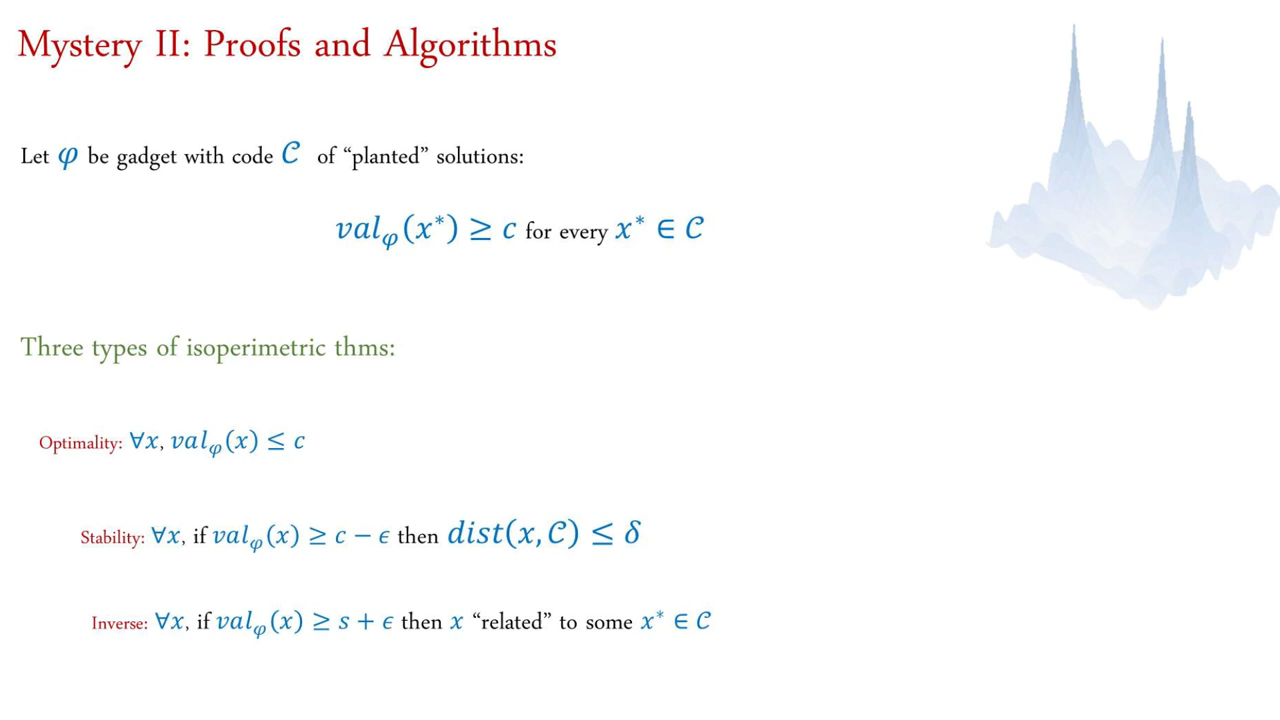 Mystery II: Proofs and Algorithms
Let φ be gadget with code 𝒞 of “planted” solutions:
val_φ(x*) ≥ c for every x* ∈ 𝒞
Three types of isoperimetric thms:
Optimality: ∀x, val_φ(x) ≤ c
Stability: ∀x, if val_φ(x) ≥ c − ϵ then dist(x, 𝒞) ≤ δ
Inverse: ∀x, if val_φ(x) ≥ s + ϵ then x “related” to some x* ∈ 𝒞